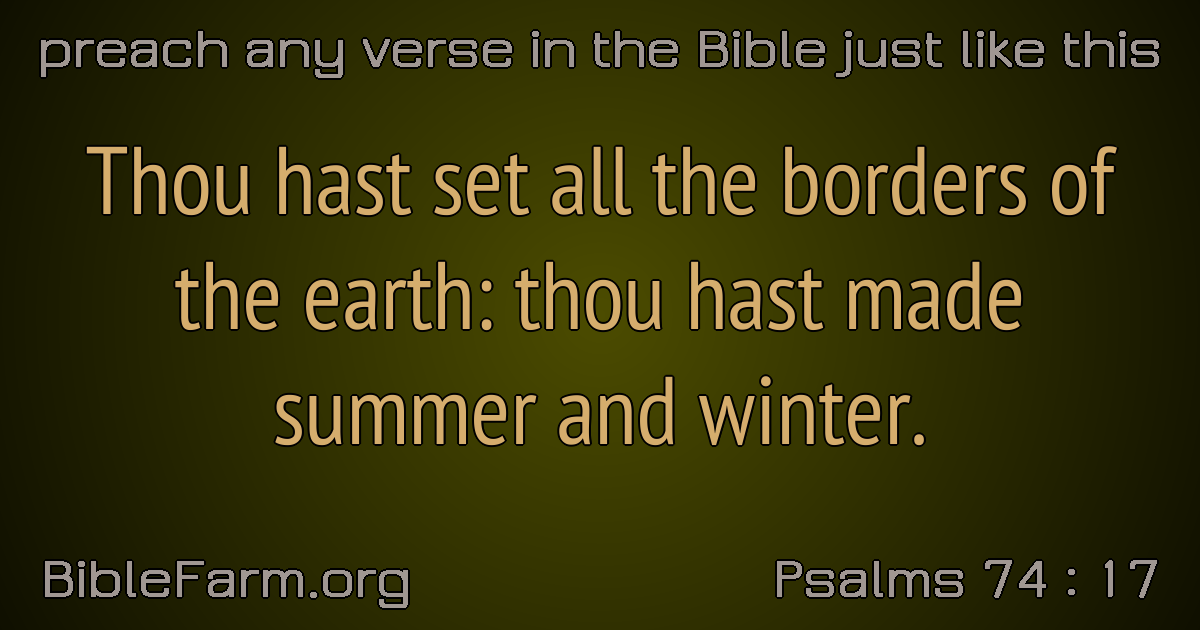 preach any verse in the Bible just like this
Thou hast set all the borders of
the earth: thou hast made
summer and winter.
BibleFarm.org
Psalms 74 : 17